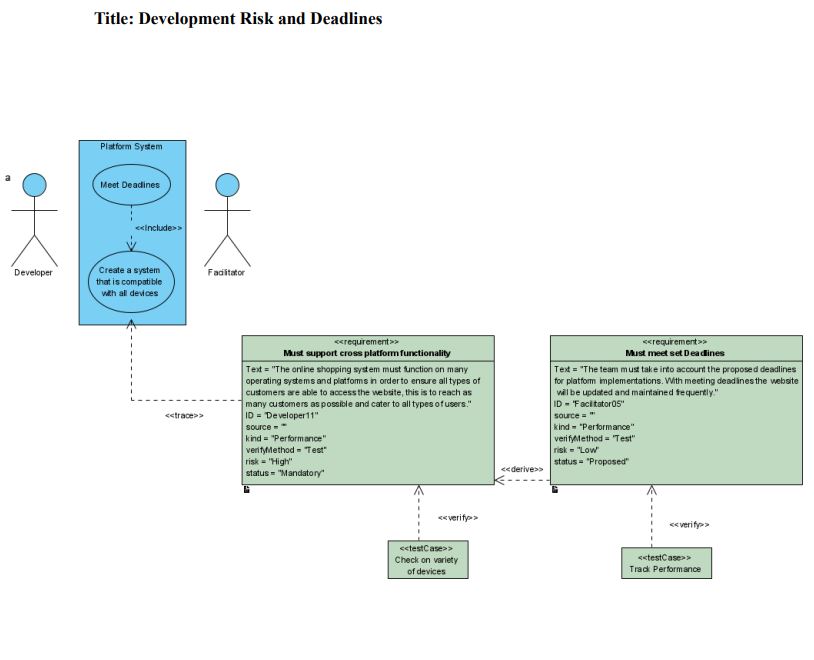 Title: Development Risk and Deadlines
Platform System
a
Meet Deadlines
<<Include>>
Create a system
that is compatible
with all devices
Developer
Facilitator
<<trace>>
<<requirement>>
Must support cross platform functionality
Text = "The online shopping system must function on many
operating systems and platforms in order to ensure all types of
customers are able to access the website, this is to reach as
many customers as possible and cater to all types of users."
ID = "Developer11"
source = ""
kind = "Performance"
verifyMethod = "Test"
risk = "High"
status = "Mandatory"
<<derive>>
<<requirement>>
Must meet set Deadlines
Text = "The team must take into account the proposed deadlines
for platform implementations. With meeting deadlines the website
will be updated and maintained frequently."
ID = "Facilitator05"
source = ""
kind = "Performance"
verifyMethod = "Test"
risk = "Low"
status = "Proposed"
<<verify>>
<<testCase>>
Check on variety
of devices
<<verify>>
<<testCase>>
Track Performance